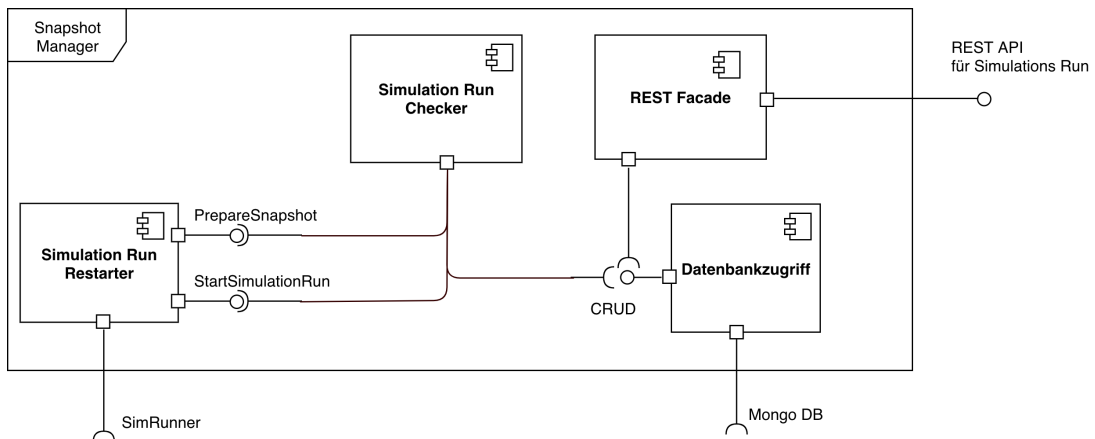 Snapshot
Manager
Simulation Run
Checker
REST Facade
REST API
für Simulations Run
PrepareSnapshot
Simulation Run
Restarter
StartSimulationRun
Datenbankzugriff
CRUD
SimRunner
Mongo DB